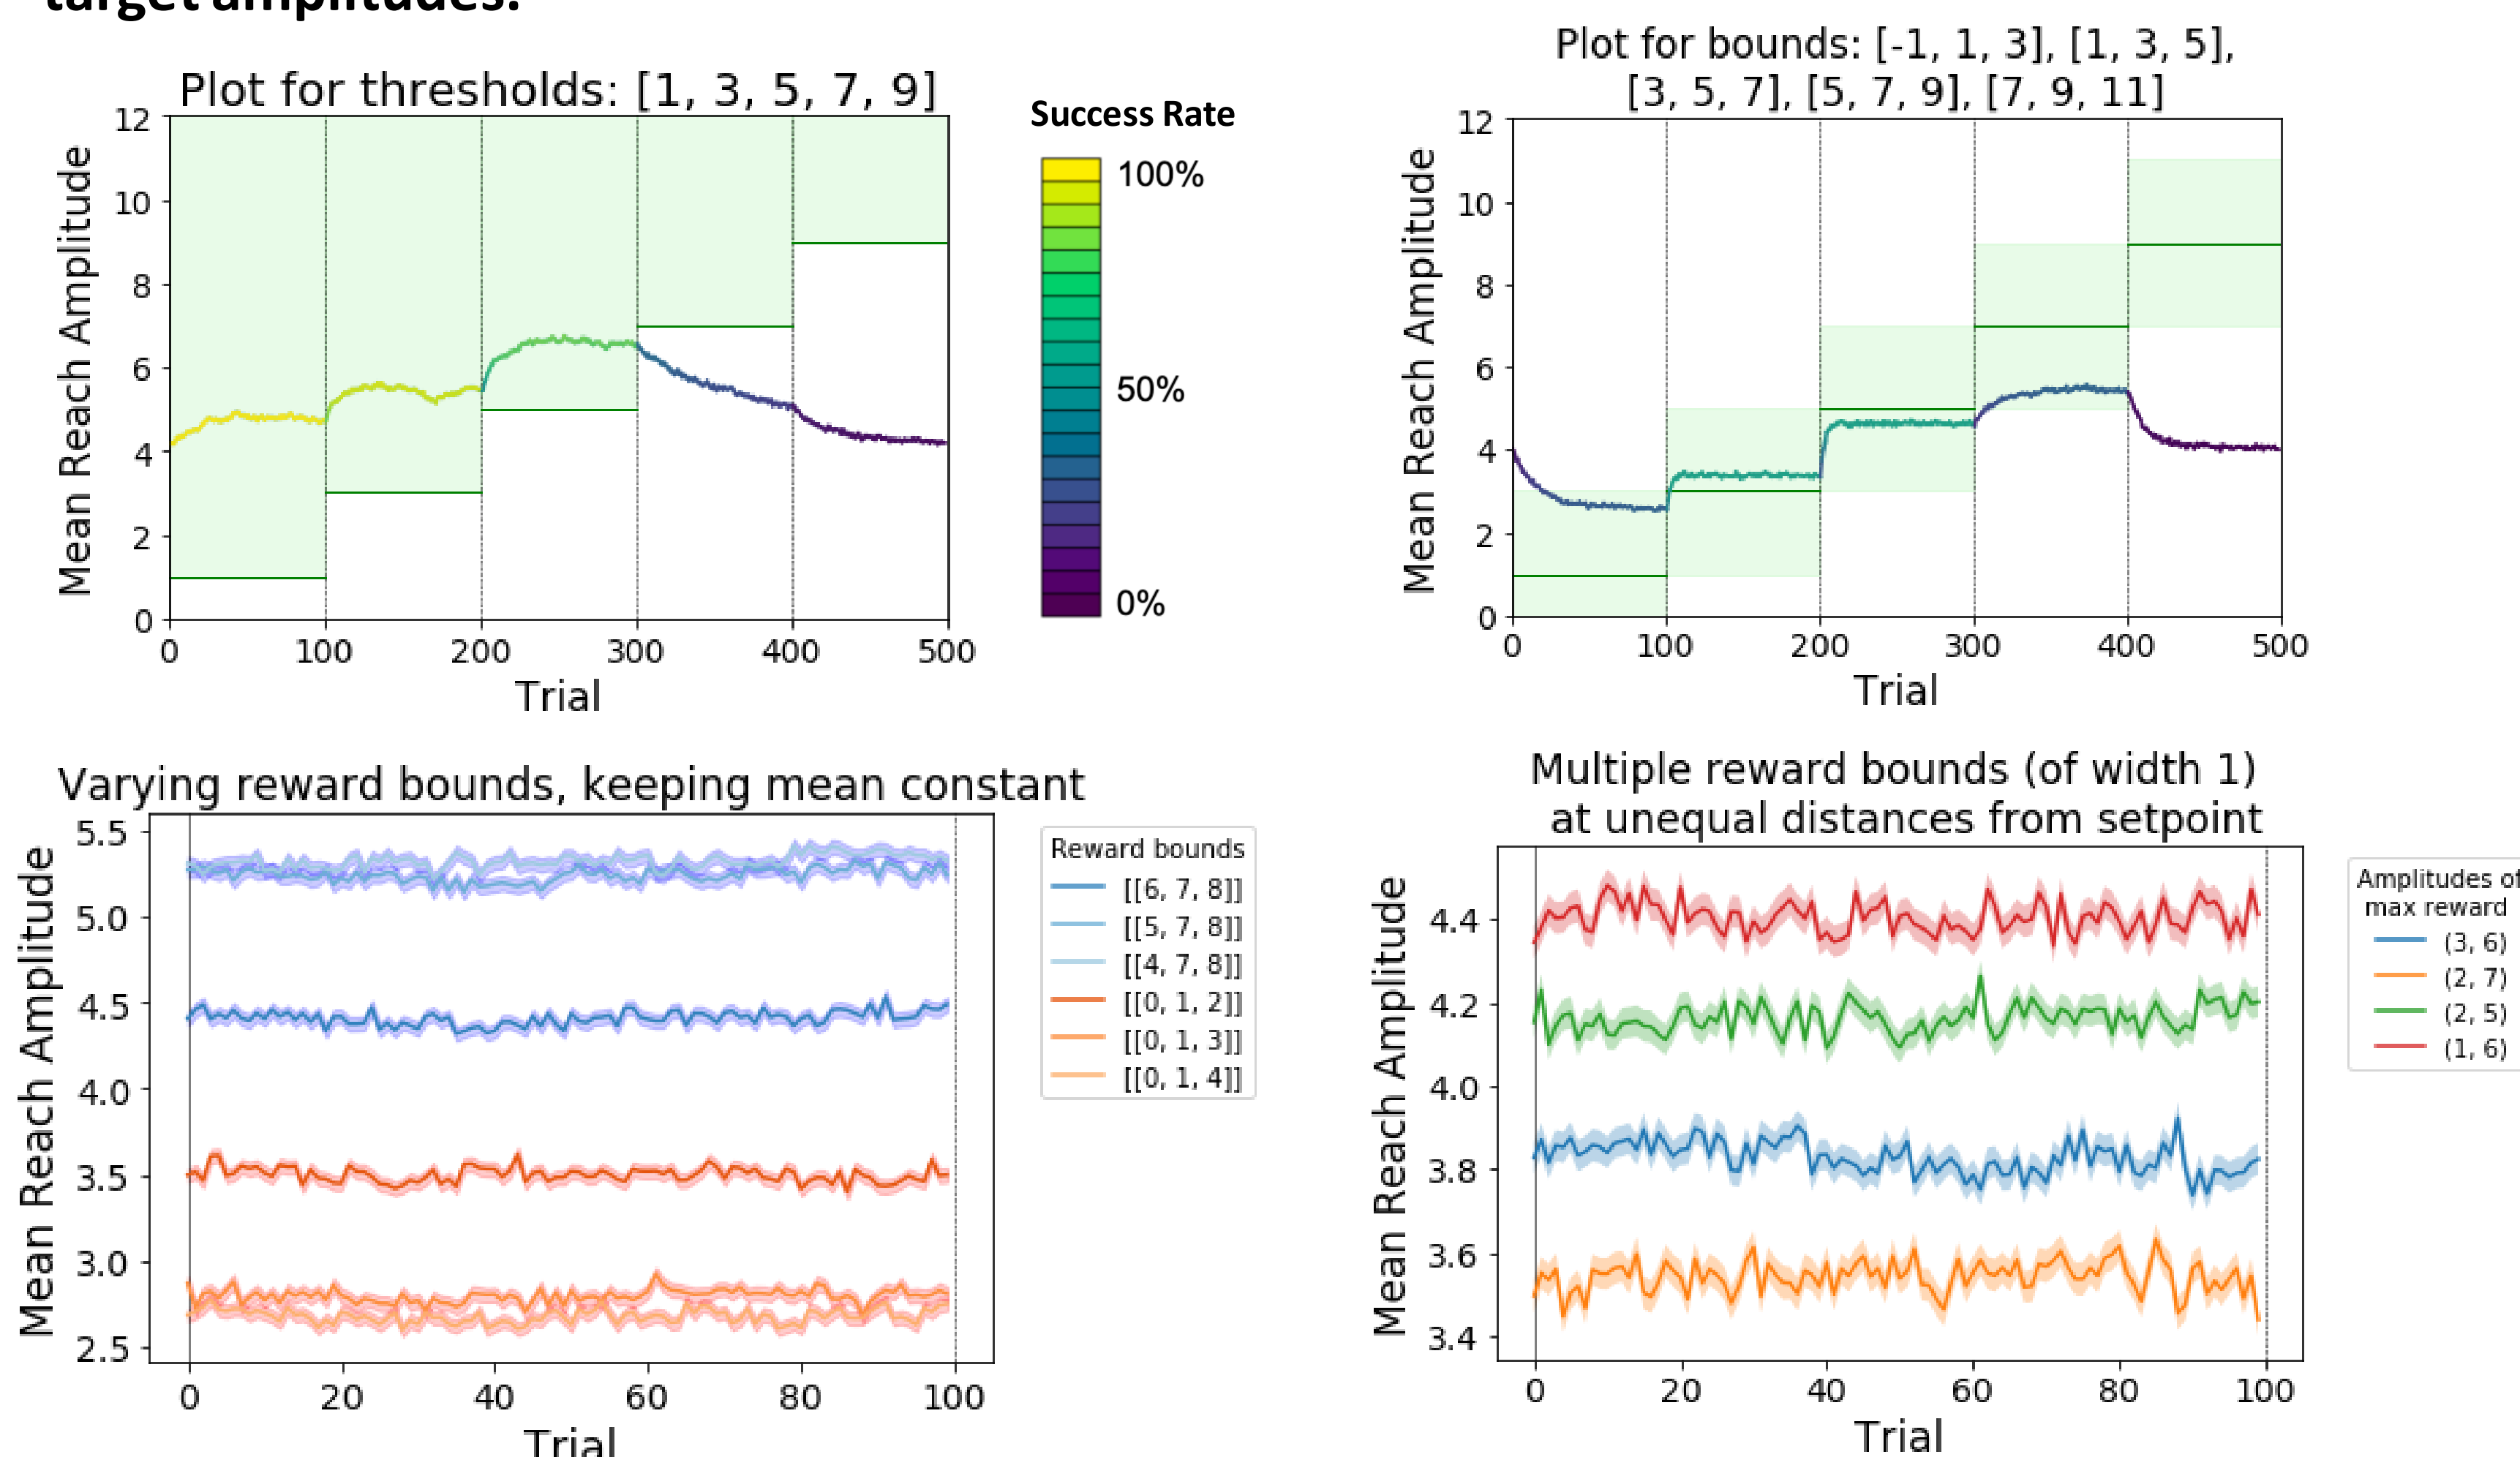 target amplitudes.
Plot for thresholds: [1, 3, 5, 7, 9]
Mean Reach Amplitude
12
10
8
6
4
2
0
0 100 200 300 400 500
Trial
Success Rate
100%
50%
0%
Plot for bounds: [-1, 1, 3], [1, 3, 5],
[3, 5, 7], [5, 7, 9], [7, 9, 11]
Mean Reach Amplitude
12
10
8
6
4
2
0
0 100 200 300 400 500
Trial
Varying reward bounds, keeping mean constant
Mean Reach Amplitude
5.5
5.0
4.5
4.0
3.5
3.0
2.5
0 20 40 60 80 100
Trial
Reward bounds
[[6, 7, 8]]
[[5, 7, 8]]
[[4, 7, 8]]
[[0, 1, 2]]
[[0, 1, 3]]
[[0, 1, 4]]
Multiple reward bounds (of width 1)
at unequal distances from setpoint
Mean Reach Amplitude
4.4
4.2
4.0
3.8
3.6
3.4
0 20 40 60 80 100
Trial
Amplitudes of
max reward
(3, 6)
(2, 7)
(2, 5)
(1, 6)